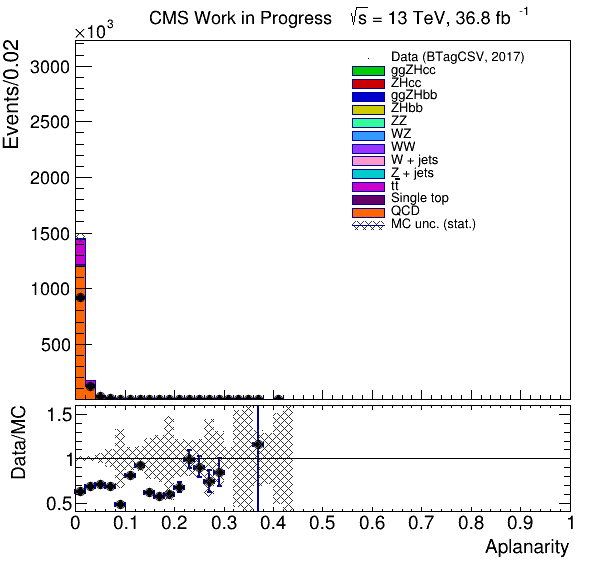 CMS Work in Progress √s = 13 TeV, 36.8 fb⁻¹
×10³
Events/0.02
3000
2500
2000
1500
1000
500
Data (BTagCSV, 2017)
ggZHcc
ZHcc
ggZHbb
ZHbb
ZZ
WZ
WW
W + jets
Z + jets
tt̄
Single top
QCD
MC unc. (stat.)
Data/MC
1.5
1
0.5
0 0.1 0.2 0.3 0.4 0.5 0.6 0.7 0.8 0.9 1
Aplanarity